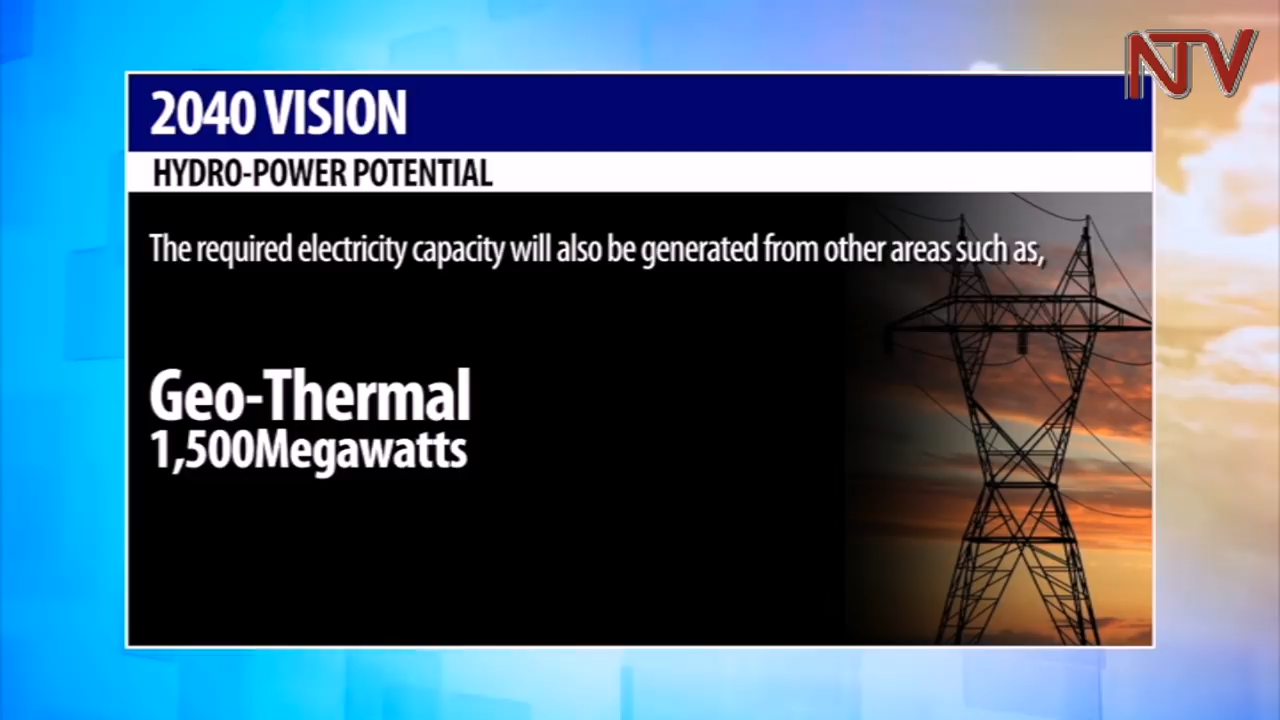 NTV
2040 VISION
HYDRO-POWER POTENTIAL
The required electricity capacity will also be generated from other areas such as,
Geo-Thermal
1,500Megawatts